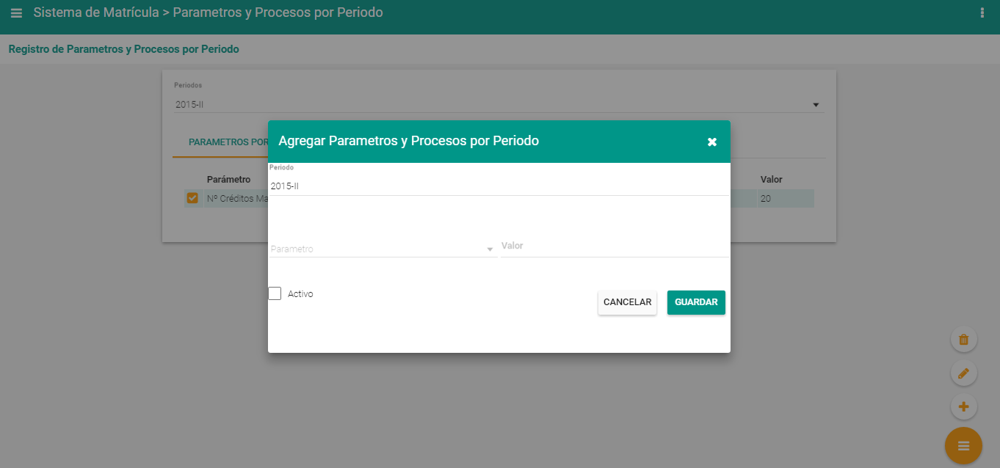 Sistema de Matrícula > Parametros y Procesos por Periodo
Registro de Parametros y Procesos por Periodo
Periodos
2015-II
PARAMETROS POR
Agregar Parametros y Procesos por Periodo
Periodo
2015-II
Parámetro
Valor
Nº Créditos Ma
20
Parametro
Valor
Activo
CANCELAR
GUARDAR